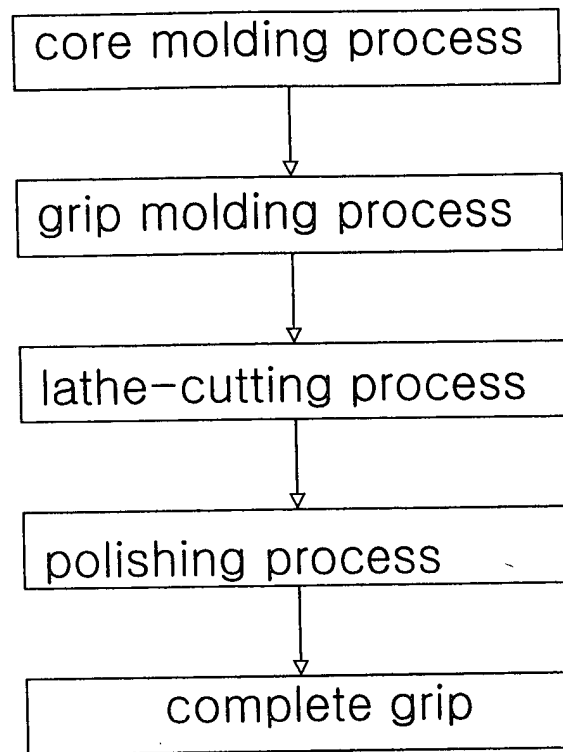 core molding process
grip molding process
lathe-cutting process
polishing process
complete grip